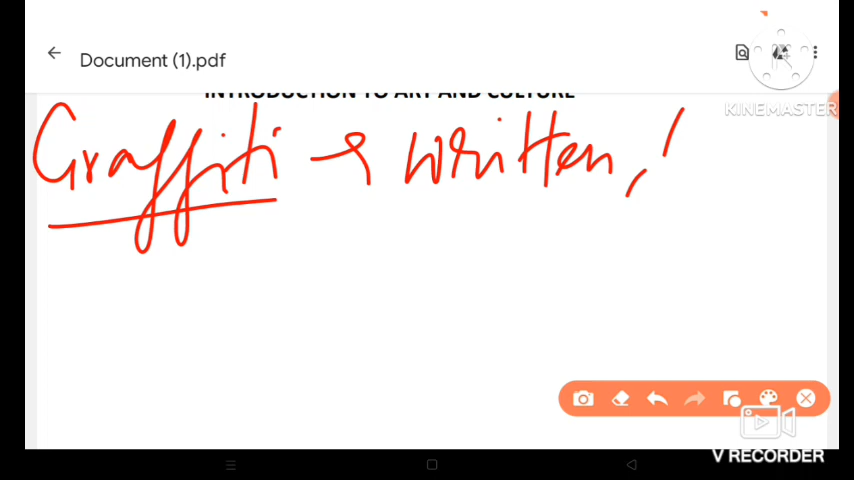 Document (1).pdf
KINEMASTER
INTRODUCTION TO ART AND CULTURE
Graffiti → written,
V RECORDER